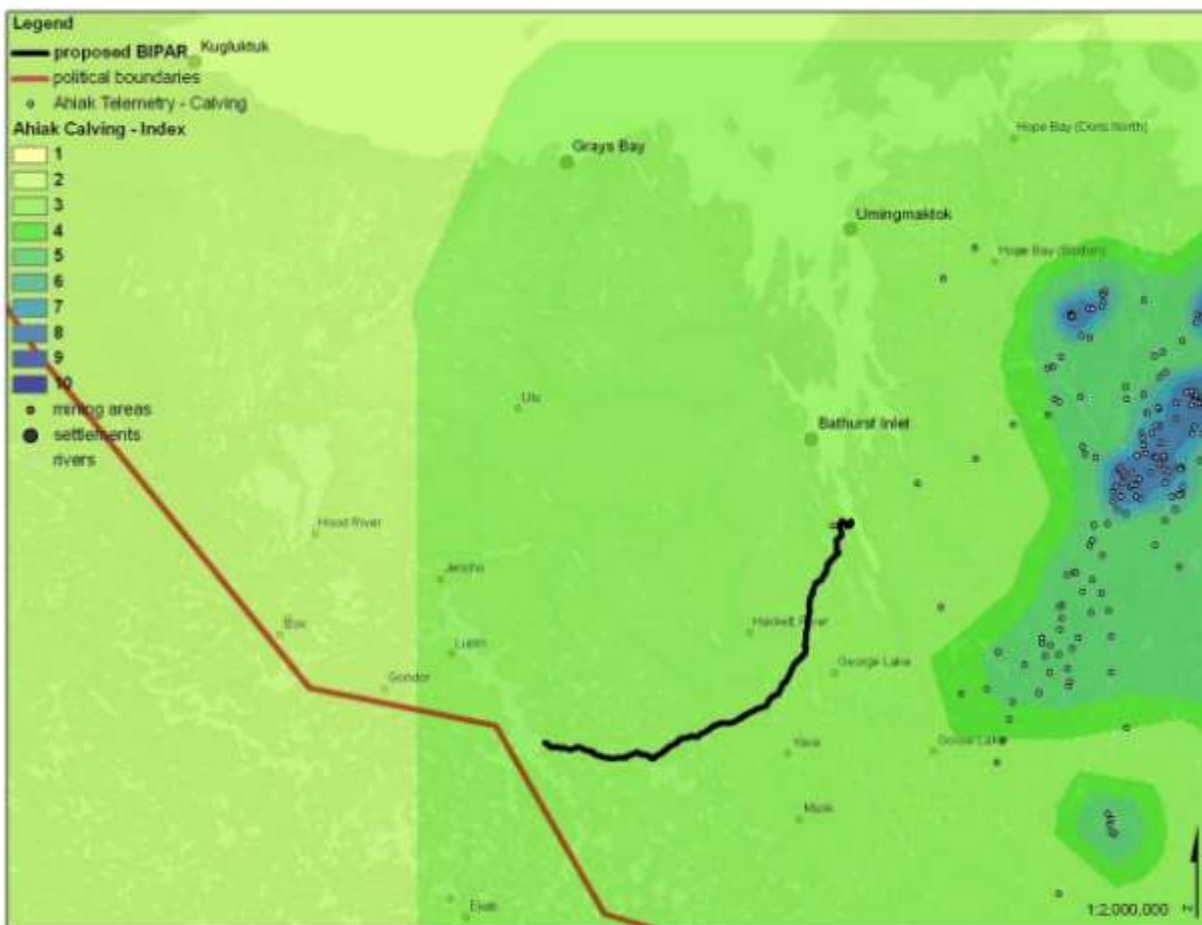 Legend
proposed BIPAR
political boundaries
Ahiak Telemetry - Calving
Ahiak Calving - Index
1
2
3
4
5
6
7
8
9
10
mining areas
settlements
rivers
Kugluktuk
Hope Bay (Doris North)
Grays Bay
Umingmaktok
Hope Bay (Boston)
Ulu
Bathurst Inlet
Hood River
Jericho
Box
Lupin
Hackett River
George Lake
Gondor
Yava
Goose Lake
Musk
Ekati
1:2.000.000
N